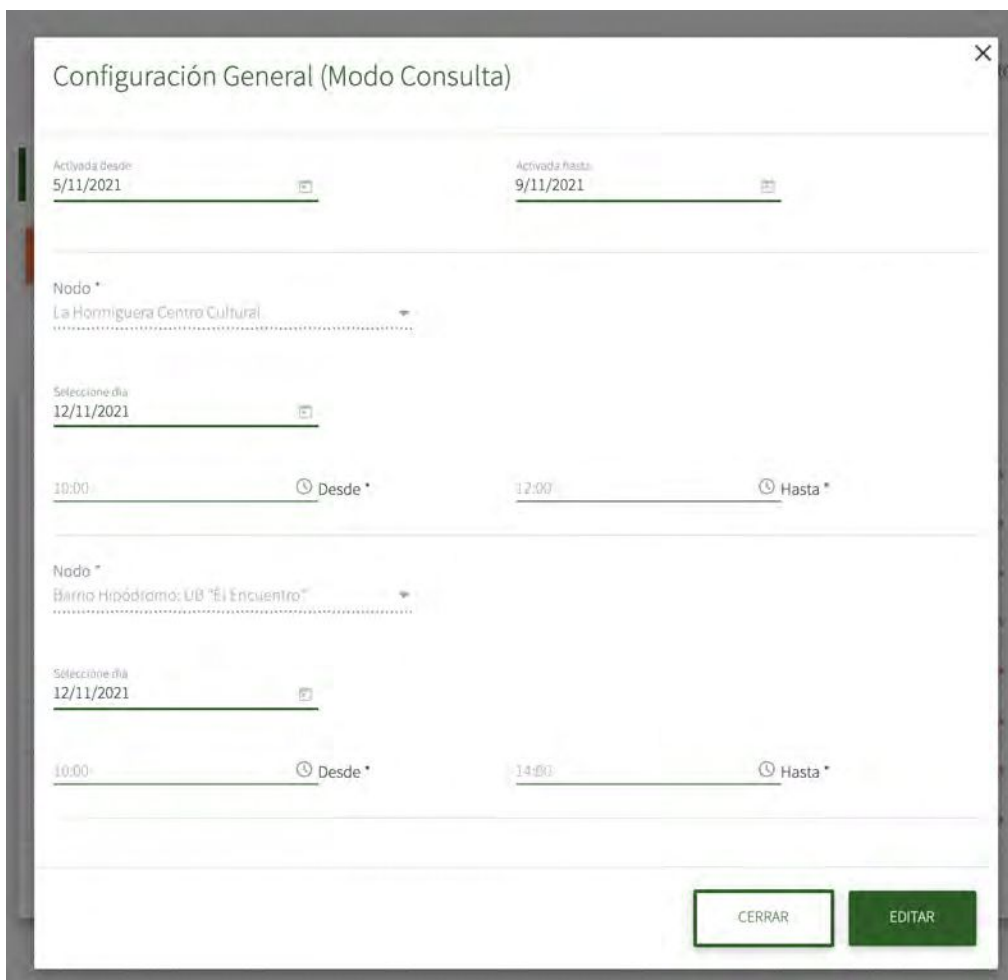 Configuración General (Modo Consulta)
Activada desde
5/11/2021
Activada hasta
9/11/2021
Nodo *
La Hormiguera Centro Cultural
Seleccione día
12/11/2021
10:00 Desde *
12:00 Hasta *
Nodo *
Barrio Hipódromo: UB "El Encuentro"
Seleccione día
12/11/2021
10:00 Desde *
14:00 Hasta *
CERRAR
EDITAR